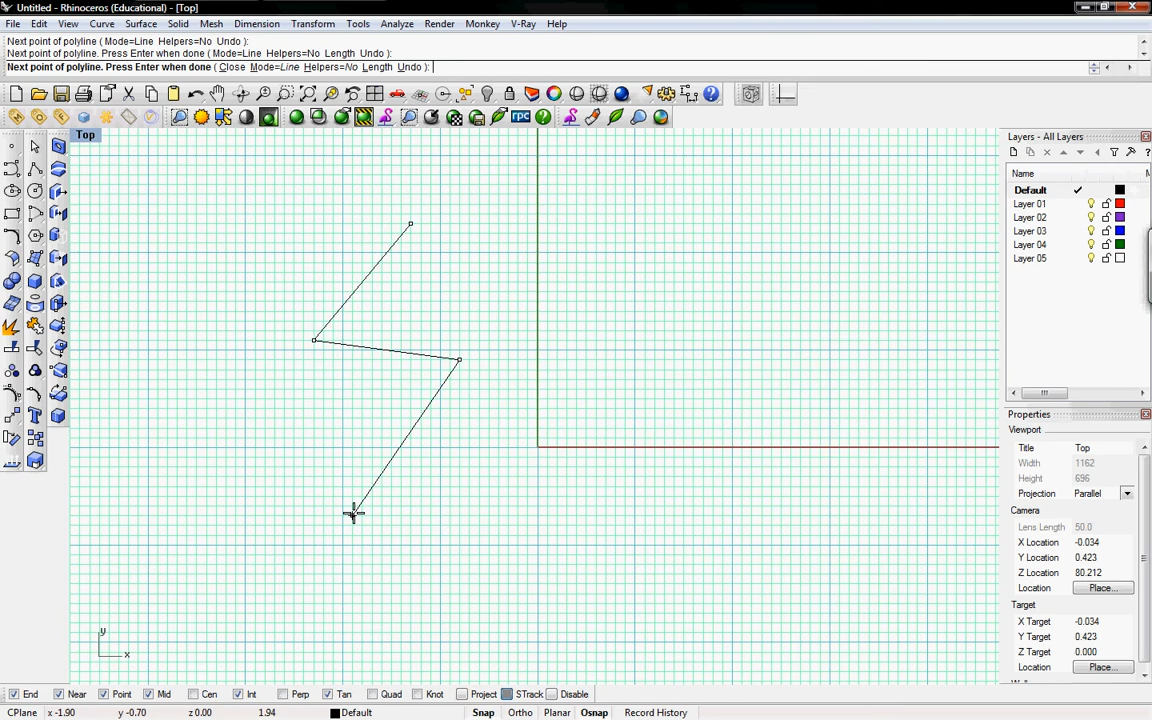 Untitled - Rhinoceros (Educational) - [Top]
File Edit View Curve Surface Solid Mesh Dimension Transform Tools Analyze Render Monkey V-Ray Help
Next point of polyline ( Mode=Line Helpers=No Undo ):
Next point of polyline. Press Enter when done ( Mode=Line Helpers=No Length Undo ):
Next point of polyline. Press Enter when done ( Close Mode=Line Helpers=No Length Undo ):
rpc
Top
Layers - All Layers
Name
Default
Layer 01
Layer 02
Layer 03
Layer 04
Layer 05
Properties
Viewport
Title Top
Width 1162
Height 696
Projection Parallel
Camera
Lens Length 50.0
X Location -0.034
Y Location 0.423
Z Location 80.212
Location Place...
Target
X Target -0.034
Y Target 0.423
Z Target 0.000
Location Place...
y
x
End Near Point Mid Cen Int Perp Tan Quad Knot Project STrack Disable
CPlane x -1.90 y -0.70 z 0.00 1.94 Default Snap Ortho Planar Osnap Record History